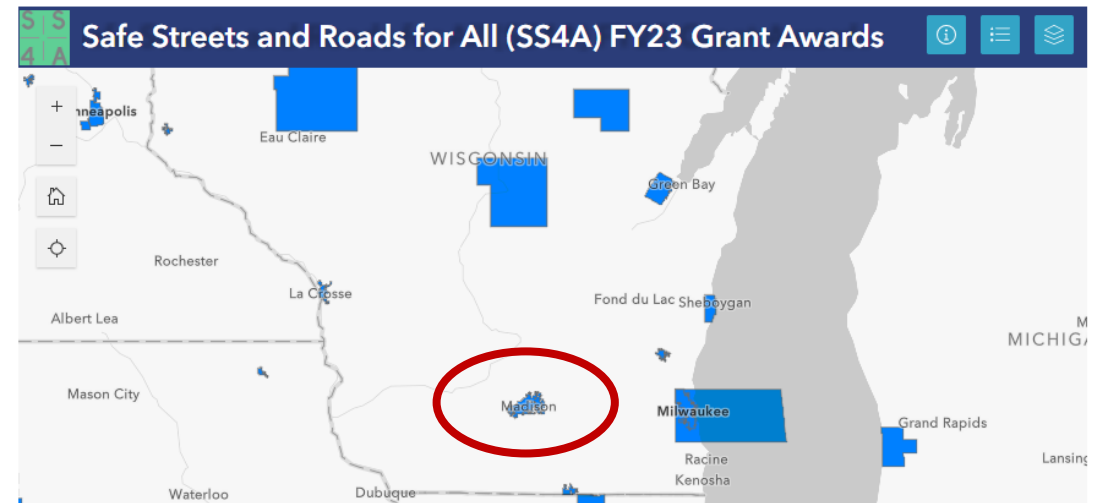 S S
4 A
Safe Streets and Roads for All (SS4A) FY23 Grant Awards
nneapolis
Eau Claire
WISCONSIN
Green Bay
Rochester
La Crosse
Fond du Lac
Sheboygan
Albert Lea
M
MICHIGA
Mason City
Madison
Milwaukee
Grand Rapids
Racine
Lansing
Kenosha
Waterloo
Dubuque